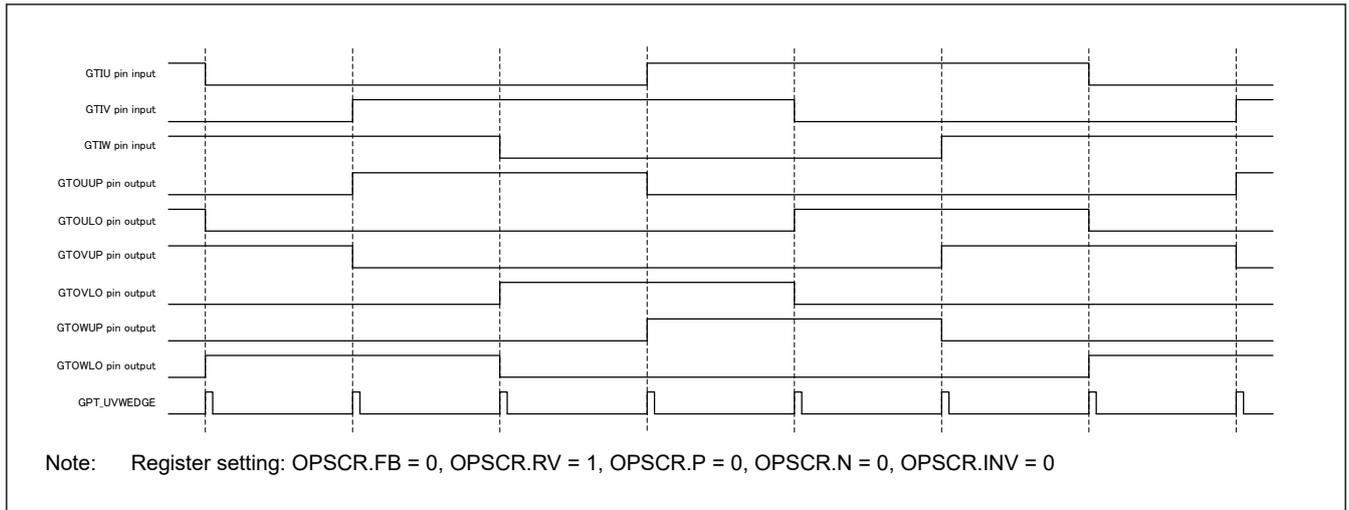 GTIU pin input
GTIV pin input
GTIW pin input
GTOUUP pin output
GTOULO pin output
GTOVUP pin output
GTOVLO pin output
GTOWUP pin output
GTOWLO pin output
GPT_UVWEDGE
Note: Register setting: OPSCR.FB = 0, OPSCR.RV = 1, OPSCR.P = 0, OPSCR.N = 0, OPSCR.INV = 0